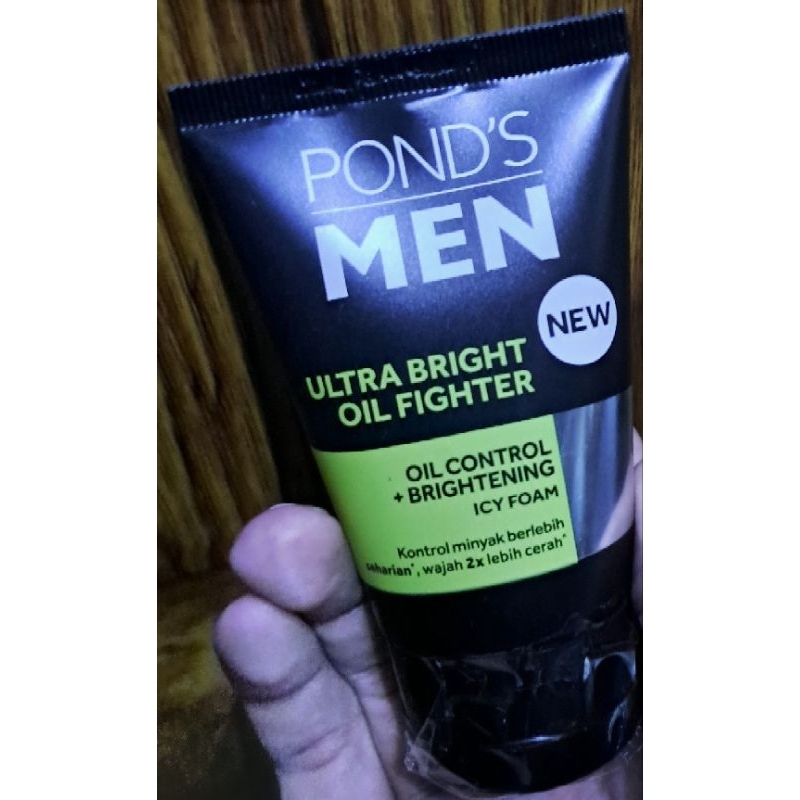 POND'S
MEN
NEW
ULTRA BRIGHT
OIL FIGHTER
OIL CONTROL
+ BRIGHTENING
ICY FOAM
Kontrol minyak berlebih
seharian*, wajah 2x lebih cerah^